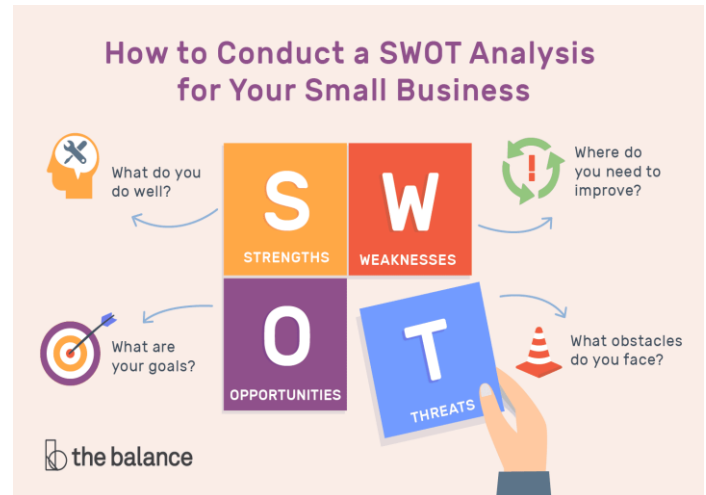 How to Conduct a SWOT Analysis
for Your Small Business
What do you
do well?
S
STRENGTHS
W
WEAKNESSES
Where do
you need to
improve?
!
What are
your goals?
O
OPPORTUNITIES
T
THREATS
What obstacles
do you face?
b the balance